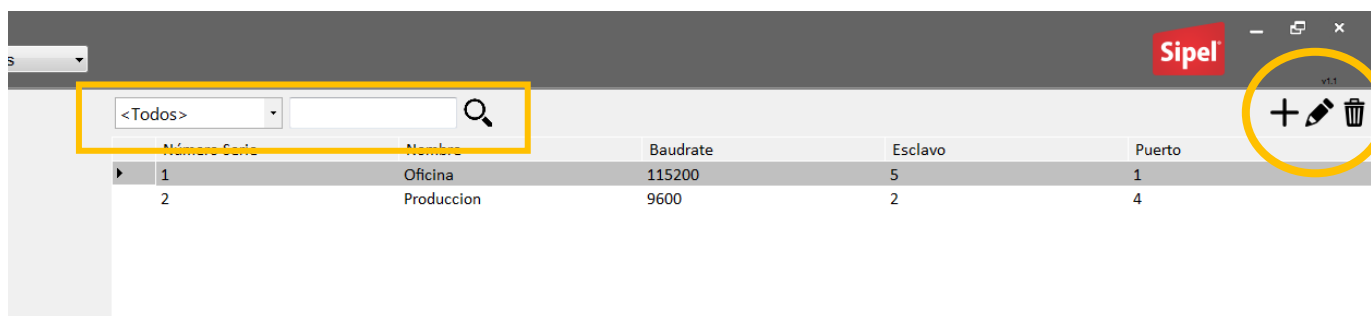 Sipel
s
v1.1
<Todos>
Número Serie Nombre Baudrate Esclavo Puerto
1 Oficina 115200 5 1
2 Produccion 9600 2 4